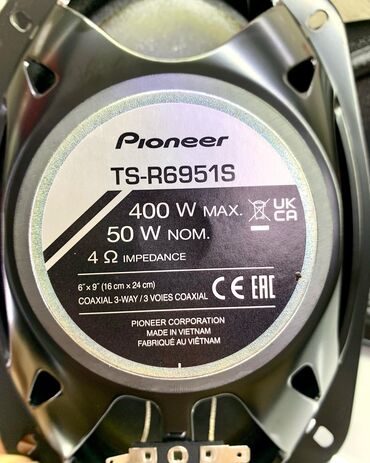 Pioneer
TS-R6951S
400 W MAX.
50 W NOM.
4 Ω IMPEDANCE
UK
CA
6" x 9" (16 cm x 24 cm)
COAXIAL 3-WAY / 3 VOIES COAXIAL
CE EAC
PIONEER CORPORATION
MADE IN VIETNAM
FABRIQUÉ AU VIÊTNAM